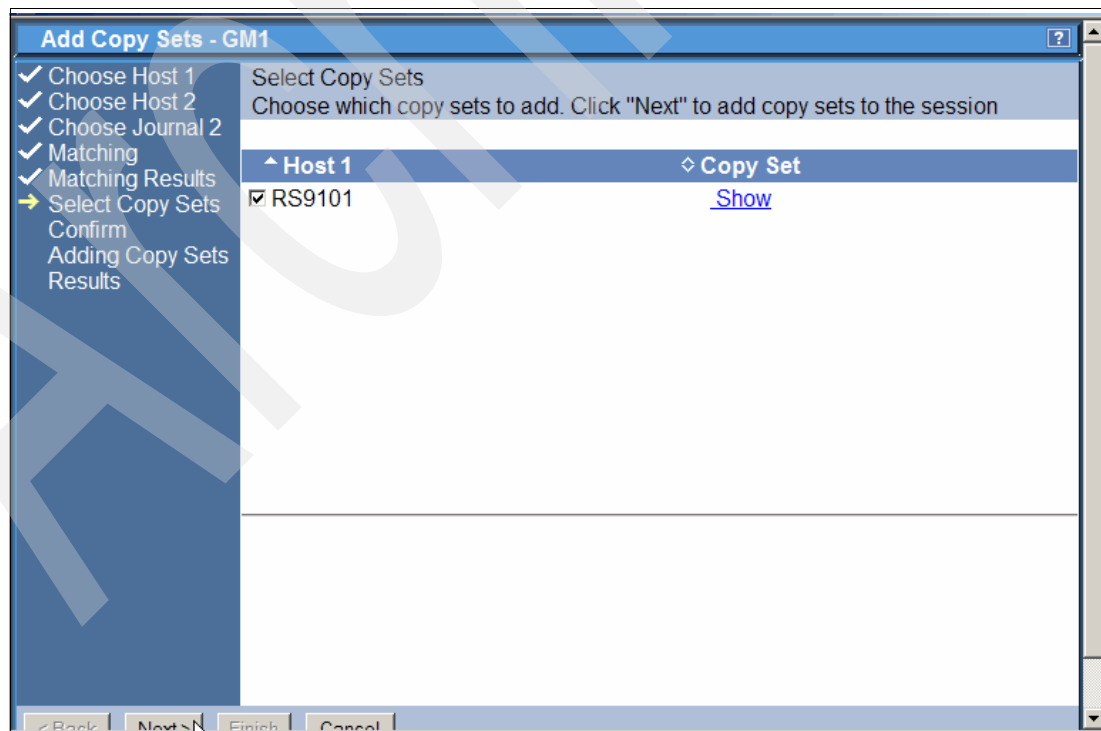 Add Copy Sets - GM1
?
Choose Host 1
Choose Host 2
Choose Journal 2
Matching
Matching Results
Select Copy Sets
Confirm
Adding Copy Sets
Results
Select Copy Sets
Choose which copy sets to add. Click "Next" to add copy sets to the session
Host 1 Copy Set
RS9101 Show
< Back Next > Finish Cancel